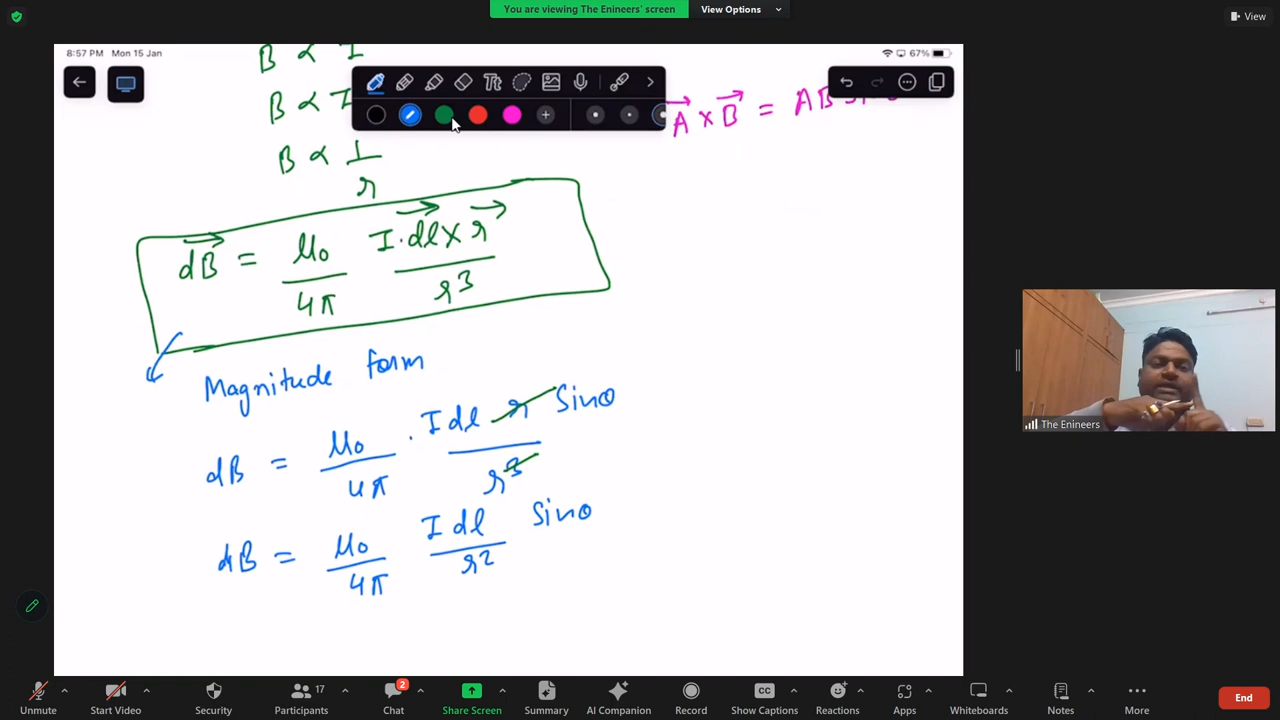 You are viewing The Enineers' screen
View Options
View
8:57 PM Mon 15 Jan
67%
B ∝ I
B ∝ I
B ∝ 1/r
A⃗ × B⃗ = AB
dB⃗ = μ₀/4π I·dl⃗ × r⃗ / r³
Magnitude form
dB = μ₀/4π · I dl r Sinθ / r³
dB = μ₀/4π I dl / r² Sinθ
The Enineers
Unmute
Start Video
Security
17
Participants
2
Chat
Share Screen
Summary
AI Companion
Record
CC
Show Captions
Reactions
Apps
Whiteboards
Notes
More
End